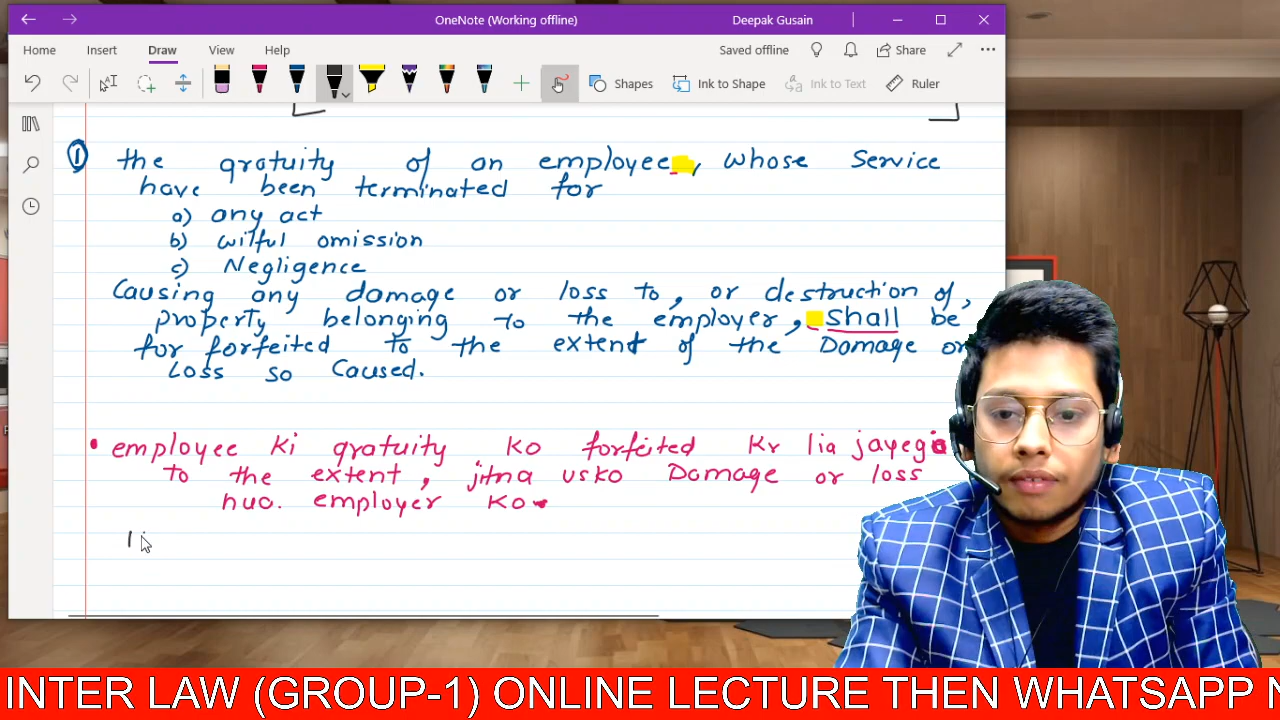 OneNote (Working offline)
Deepak Gusain
Home Insert Draw View Help
Saved offline
Share
Shapes
Ink to Shape
Ink to Text
Ruler
① the gratuity of an employee, whose Service
have been terminated for
a) any act
b) wilful omission
c) Negligence
Causing any damage or loss to, or destruction of,
property belonging to the employer, shall be
for forfeited to the extent of the Damage or
Loss so Caused.
• employee ki gratuity ko forfeited kr lia jayega
to the extent, jitna usko Damage or loss
hua. employer ko
INTER LAW (GROUP-1) ONLINE LECTURE THEN WHATSAPP